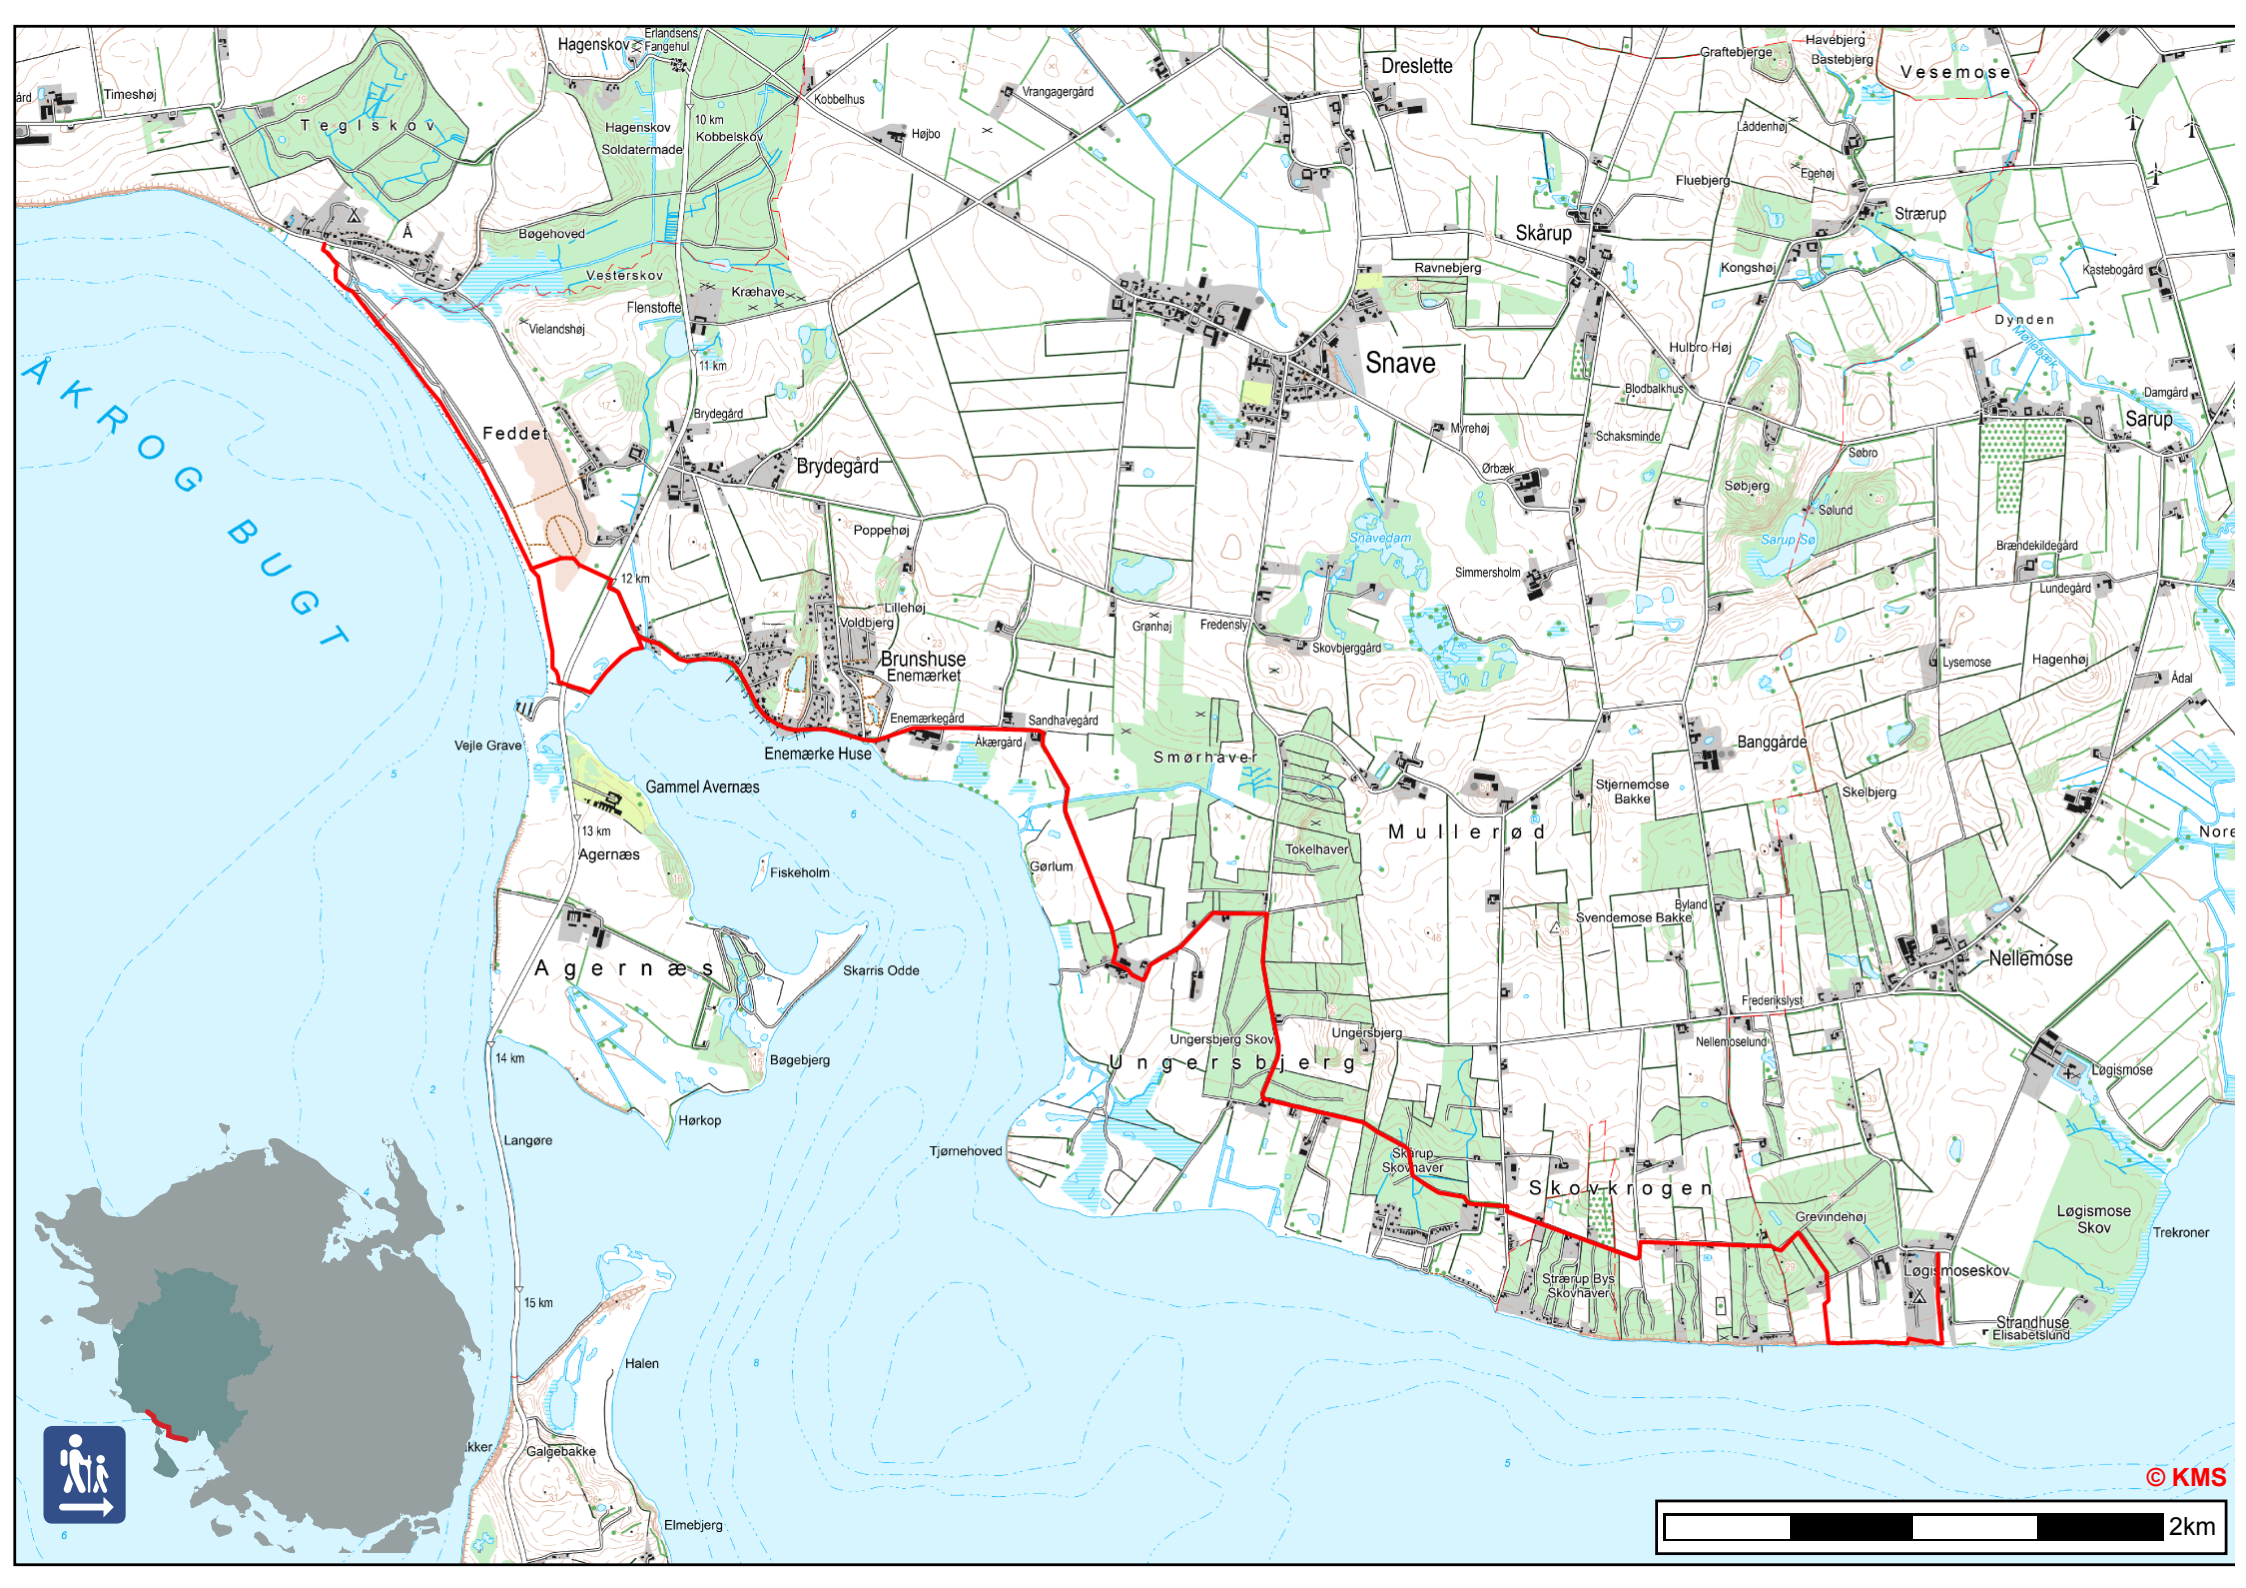 Erlandsens
Fangehul
Hagenskov
Havebjerg
Graftebjerge
Bastebjerg
Vesemose
Dreslette
Timeshøj
ård
Kobbelhus
Vrangagergård
Teglskov
10 km
Hagenskov
Soldatermade
Kobbelskov
Højbo
Låddenhøj
Egehøj
Fluebjerg
Strærup
Skårup
Å
Bøgehoved
Vesterskov
Kræhave
Ravnebjerg
Kongshøj
Kastebogård
Flenstofte
Vielandshøj
Dynden
Møllebæk
Hulbro Høj
11 km
Snave
Blodbalkhus
Damgård
Sarup
Brydegård
Feddet
Myrehøj
Schaksminde
Søbro
Brydegård
Ørbæk
Søbjerg
Sølund
ÅKROG BUGT
Poppehøj
Snavedam
Sarup Sø
Brændekildegård
Simmersholm
Lundegård
12 km
Lillehøj
Voldbjerg
Grønhøj
Fredensly
Skovbjerggård
Brunshuse
Enemærket
Lysemose
Hagenhøj
Ådal
Enemærkegård
Sandhavegård
Åkærgård
Vejle Grave
Enemærke Huse
Smørhaver
Banggårde
Gammel Avernæs
Stjernemose
Bakke
Skelbjerg
13 km
Mullerød
Nore
Agernæs
Tokelhaver
Gørlum
Fiskeholm
Byland
Svendemose Bakke
Agernæs
Skarris Odde
Nellemose
Frederikslyst
Ungersbjerg Skov
Ungersbjerg
Nellemoselund
14 km
Bøgebjerg
Ungersbjerg
Løgismose
Hørkop
Langøre
Tjørnehoved
Skårup
Skovhaver
Skovkrogen
Grevindehøj
Løgismose
Skov
Trekroner
Løgismoseskov
Strærup Bys
Skovhaver
15 km
Strandhuse
Elisabetslund
Halen
kker
Galgebakke
Elmebjerg
© KMS
2km